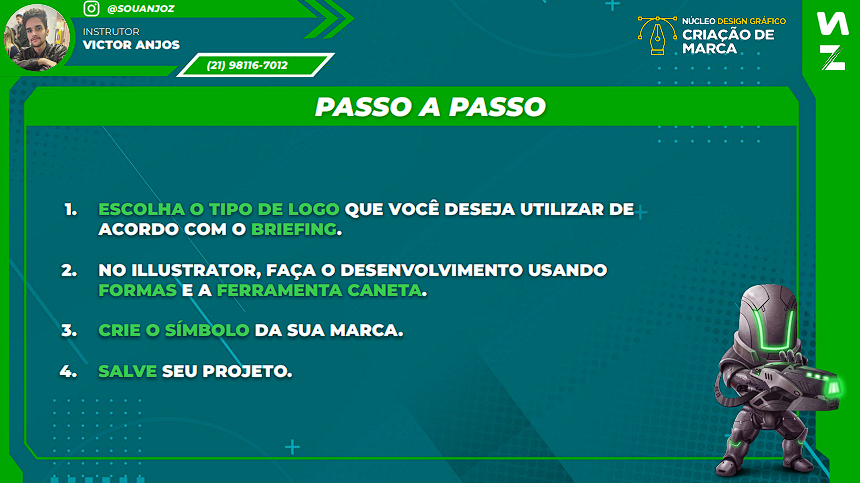 @SOUANJOZ
INSTRUTOR
VICTOR ANJOS
(21) 98116-7012
NÚCLEO DESIGN GRÁFICO
CRIAÇÃO DE
MARCA
PASSO A PASSO
1. ESCOLHA O TIPO DE LOGO QUE VOCÊ DESEJA UTILIZAR DE
ACORDO COM O BRIEFING.
2. NO ILLUSTRATOR, FAÇA O DESENVOLVIMENTO USANDO
FORMAS E A FERRAMENTA CANETA.
3. CRIE O SÍMBOLO DA SUA MARCA.
4. SALVE SEU PROJETO.